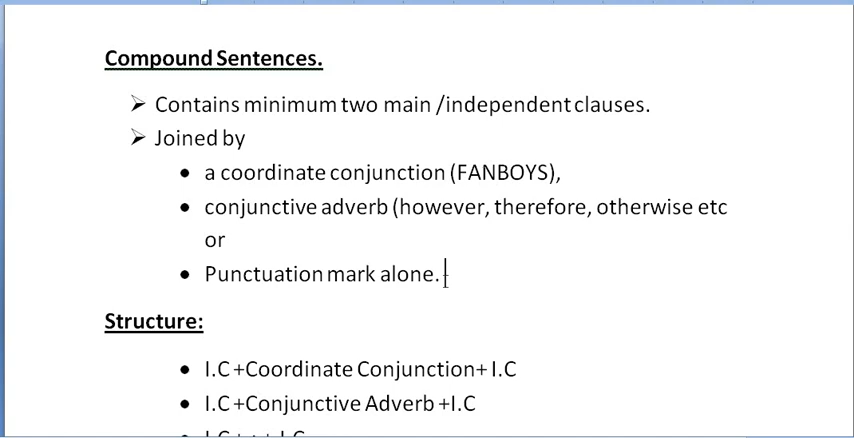 Compound Sentences.
➤ Contains minimum two main /independent clauses.
➤ Joined by
• a coordinate conjunction (FANBOYS),
• conjunctive adverb (however, therefore, otherwise etc
or
• Punctuation mark alone.
Structure:
• I.C +Coordinate Conjunction+ I.C
• I.C +Conjunctive Adverb +I.C